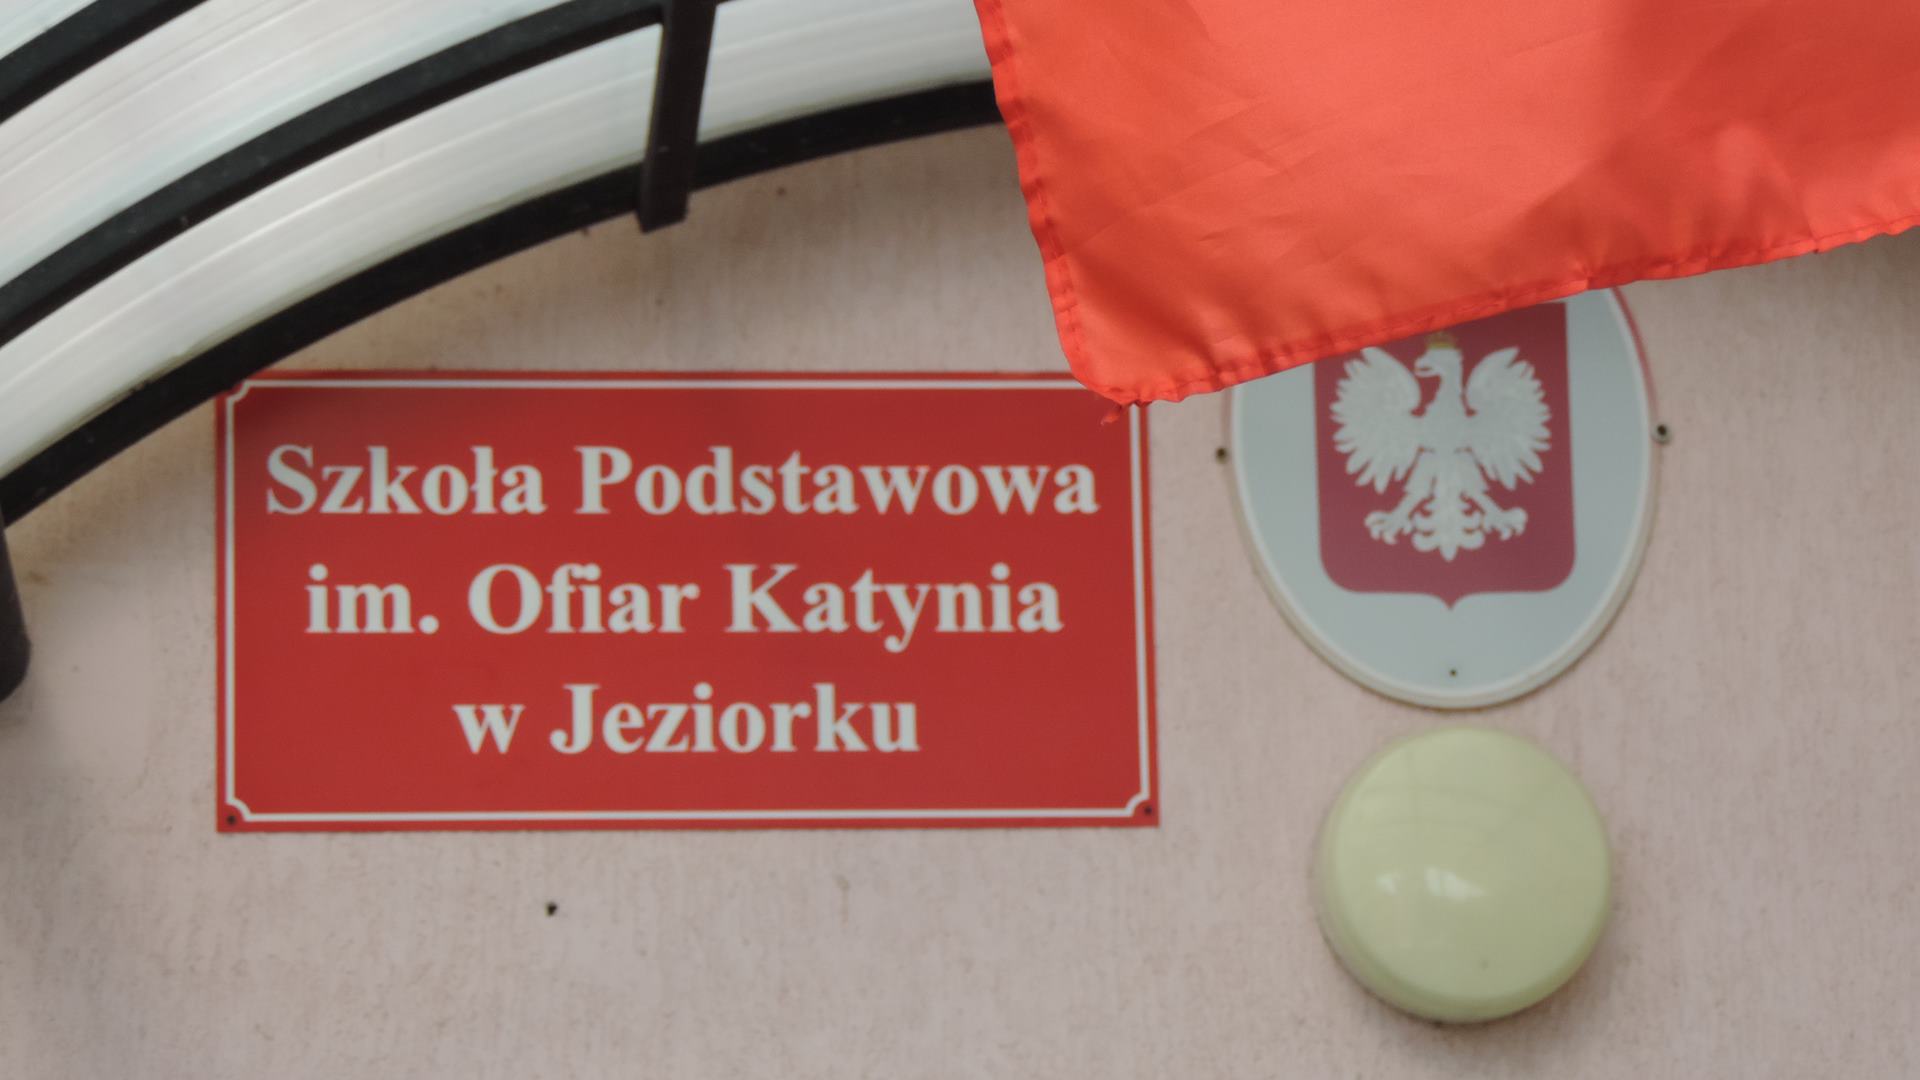 Szkoła Podstawowa
im. Ofiar Katynia
w Jeziorku